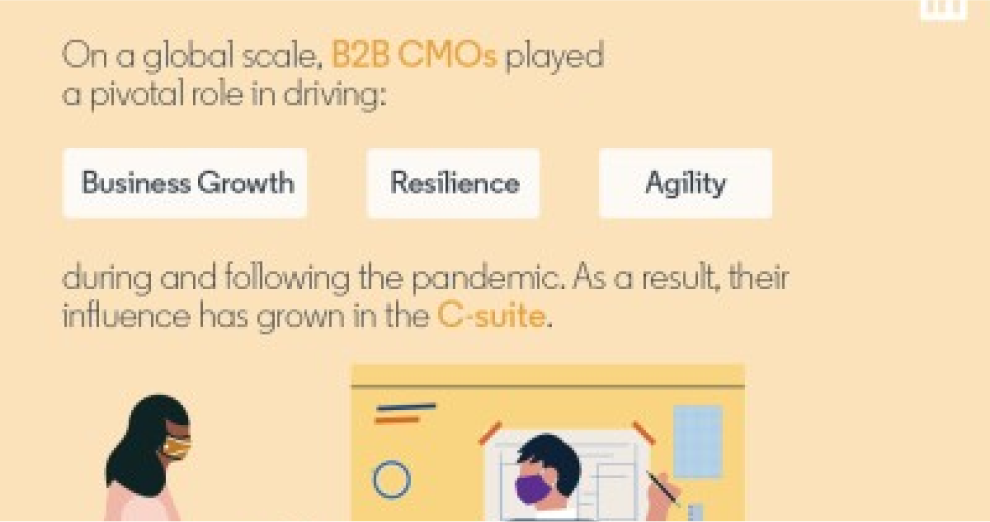 On a global scale, B2B CMOs played
a pivotal role in driving:
Business Growth
Resilience
Agility
during and following the pandemic. As a result, their
influence has grown in the C-suite.